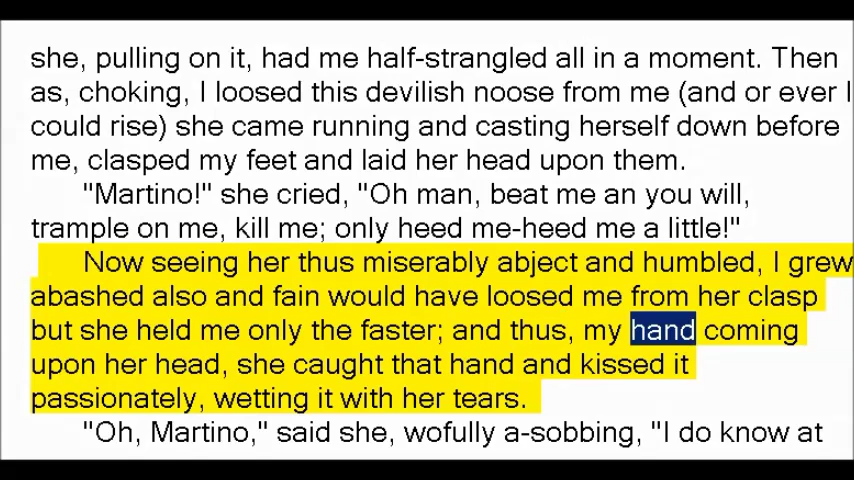 she, pulling on it, had me half-strangled all in a moment. Then
as, choking, I loosed this devilish noose from me (and or ever I
could rise) she came running and casting herself down before
me, clasped my feet and laid her head upon them.
"Martino!" she cried, "Oh man, beat me an you will,
trample on me, kill me; only heed me-heed me a little!"
Now seeing her thus miserably abject and humbled, I grew
abashed also and fain would have loosed me from her clasp
but she held me only the faster; and thus, my hand coming
upon her head, she caught that hand and kissed it
passionately, wetting it with her tears.
"Oh, Martino," said she, wofully a-sobbing, "I do know at